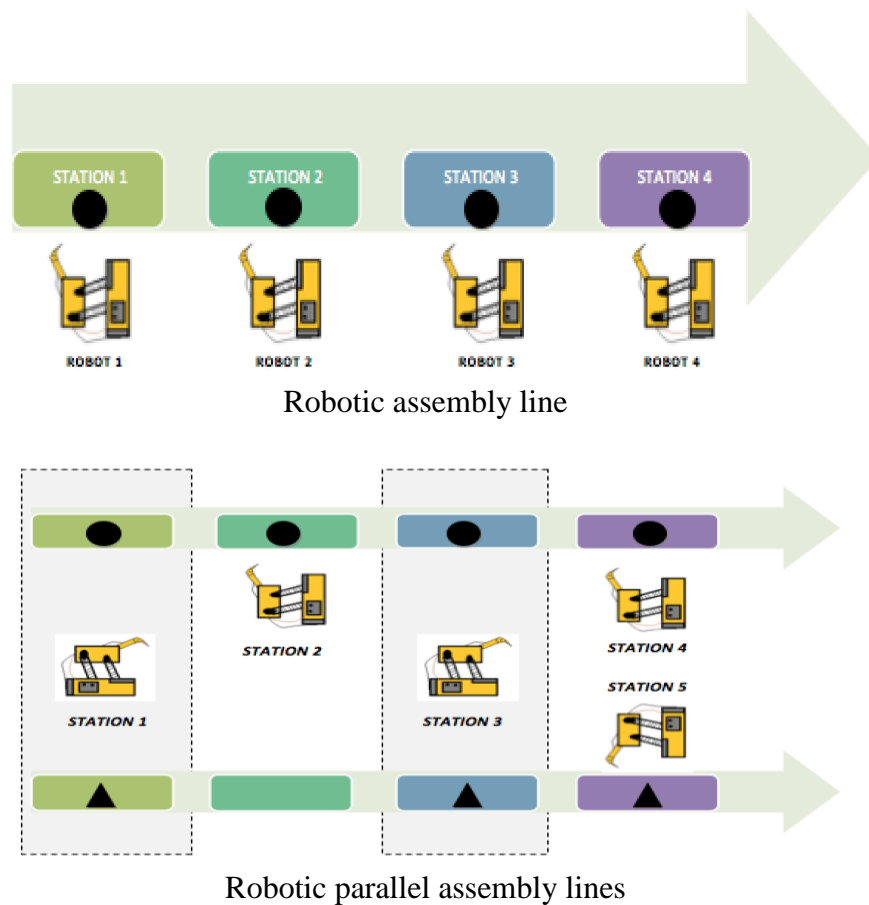 STATION 1 STATION 2 STATION 3 STATION 4
ROBOT 1 ROBOT 2 ROBOT 3 ROBOT 4
Robotic assembly line
STATION 2
STATION 4
STATION 5
STATION 1 STATION 3
Robotic parallel assembly lines